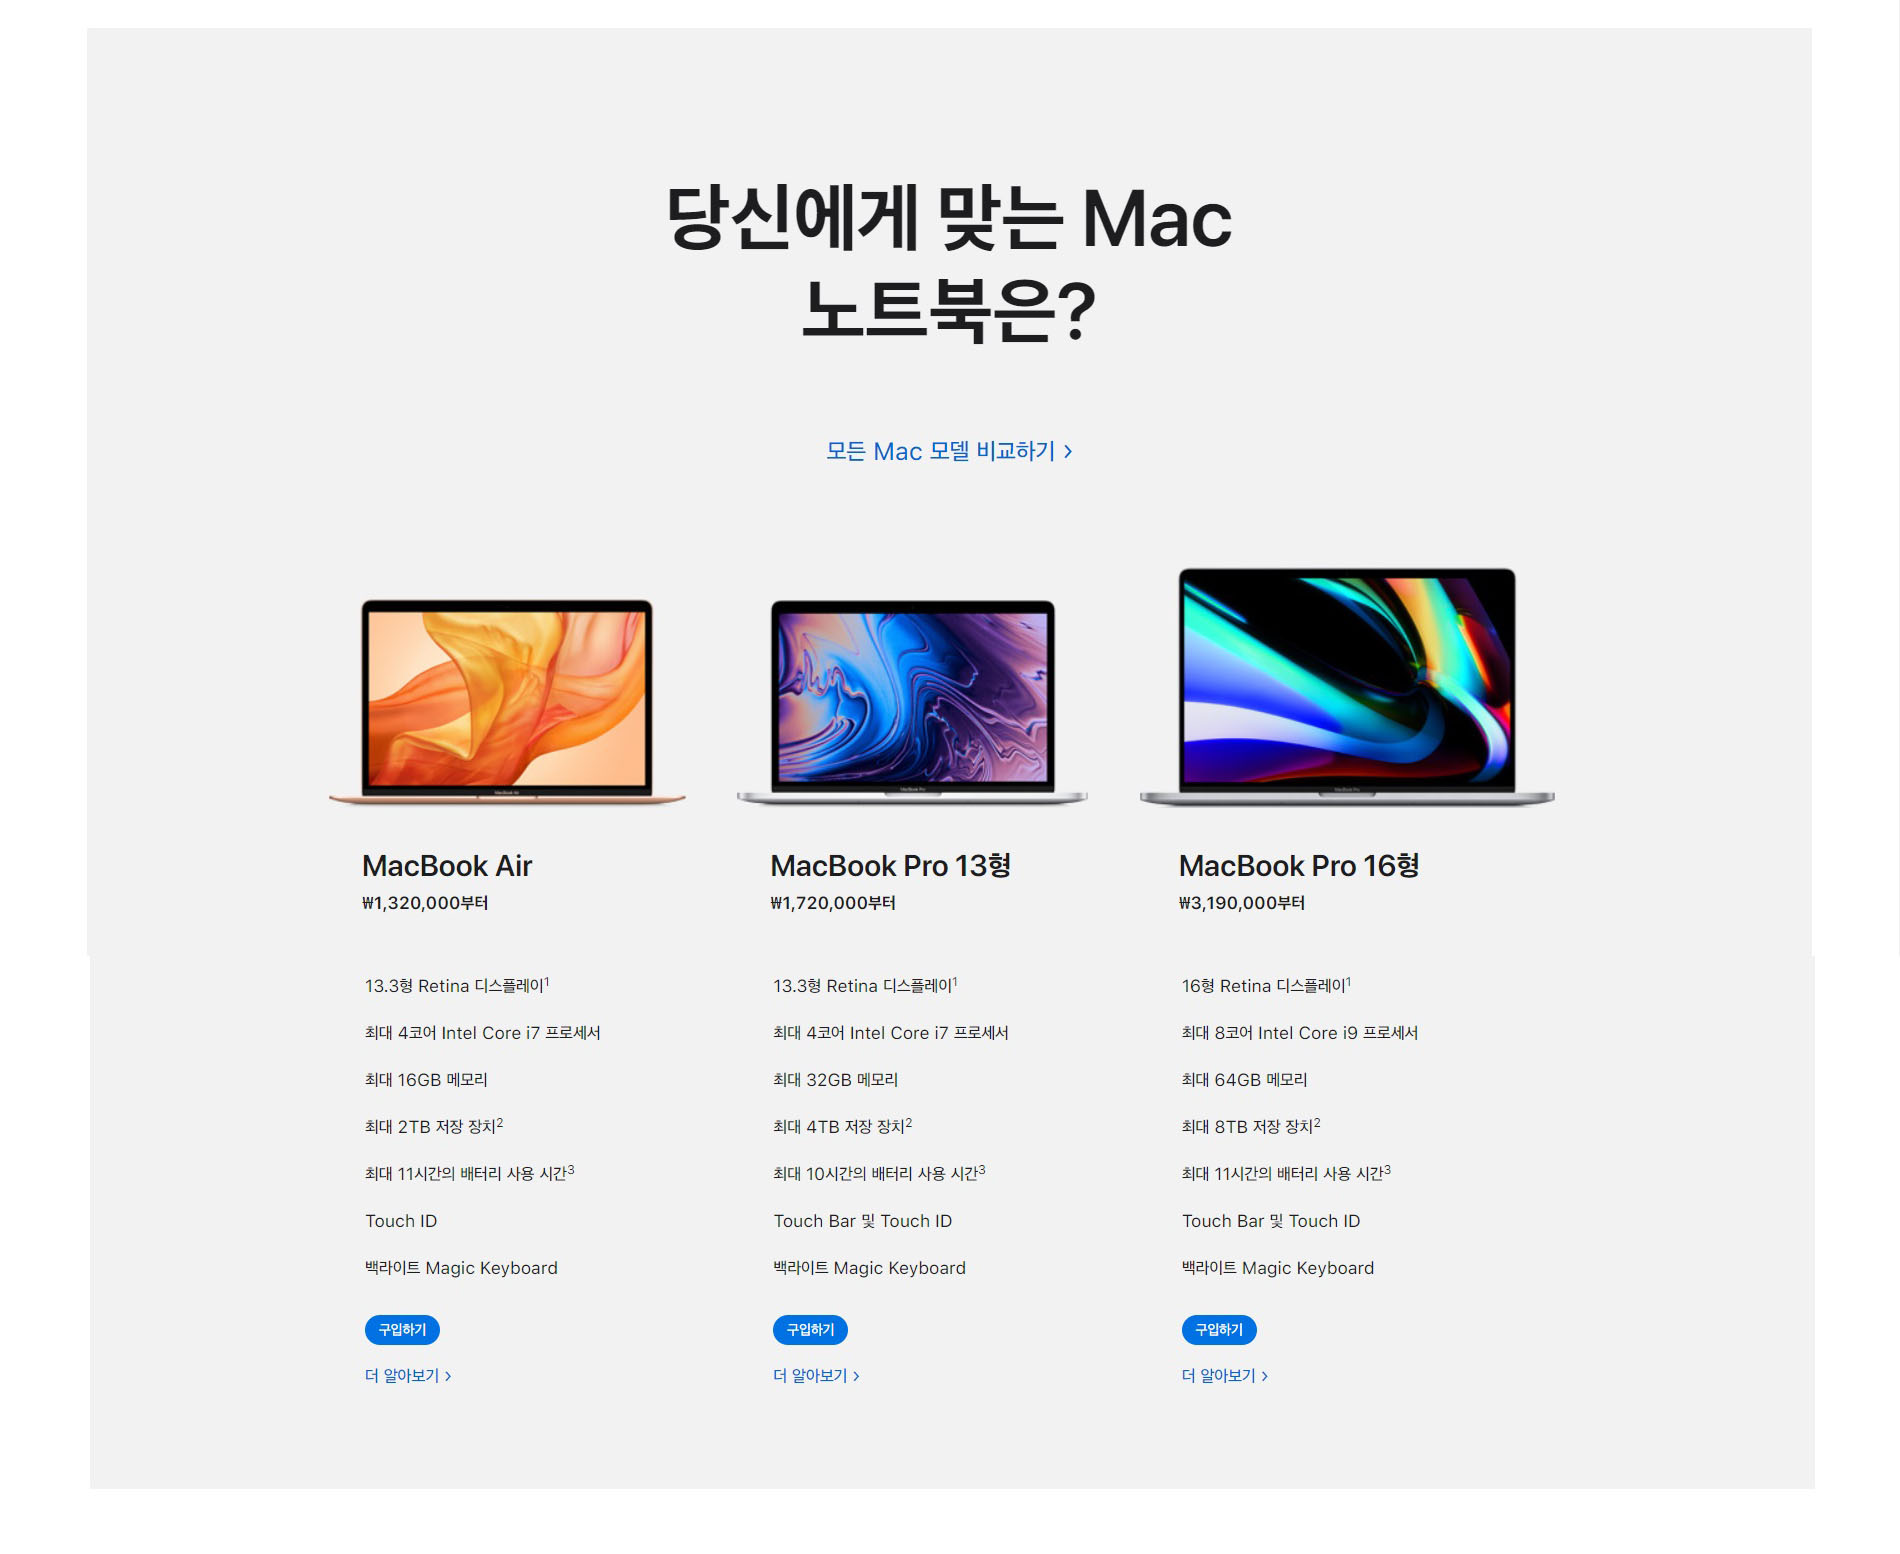 당신에게 맞는 Mac
노트북은?
모든 Mac 모델 비교하기 >
MacBook Air
₩1,320,000부터
13.3형 Retina 디스플레이1
최대 4코어 Intel Core i7 프로세서
최대 16GB 메모리
최대 2TB 저장 장치2
최대 11시간의 배터리 사용 시간3
Touch ID
백라이트 Magic Keyboard
구입하기
더 알아보기 >
MacBook Pro 13형
₩1,720,000부터
13.3형 Retina 디스플레이1
최대 4코어 Intel Core i7 프로세서
최대 32GB 메모리
최대 4TB 저장 장치2
최대 10시간의 배터리 사용 시간3
Touch Bar 및 Touch ID
백라이트 Magic Keyboard
구입하기
더 알아보기 >
MacBook Pro 16형
₩3,190,000부터
16형 Retina 디스플레이1
최대 8코어 Intel Core i9 프로세서
최대 64GB 메모리
최대 8TB 저장 장치2
최대 11시간의 배터리 사용 시간3
Touch Bar 및 Touch ID
백라이트 Magic Keyboard
구입하기
더 알아보기 >